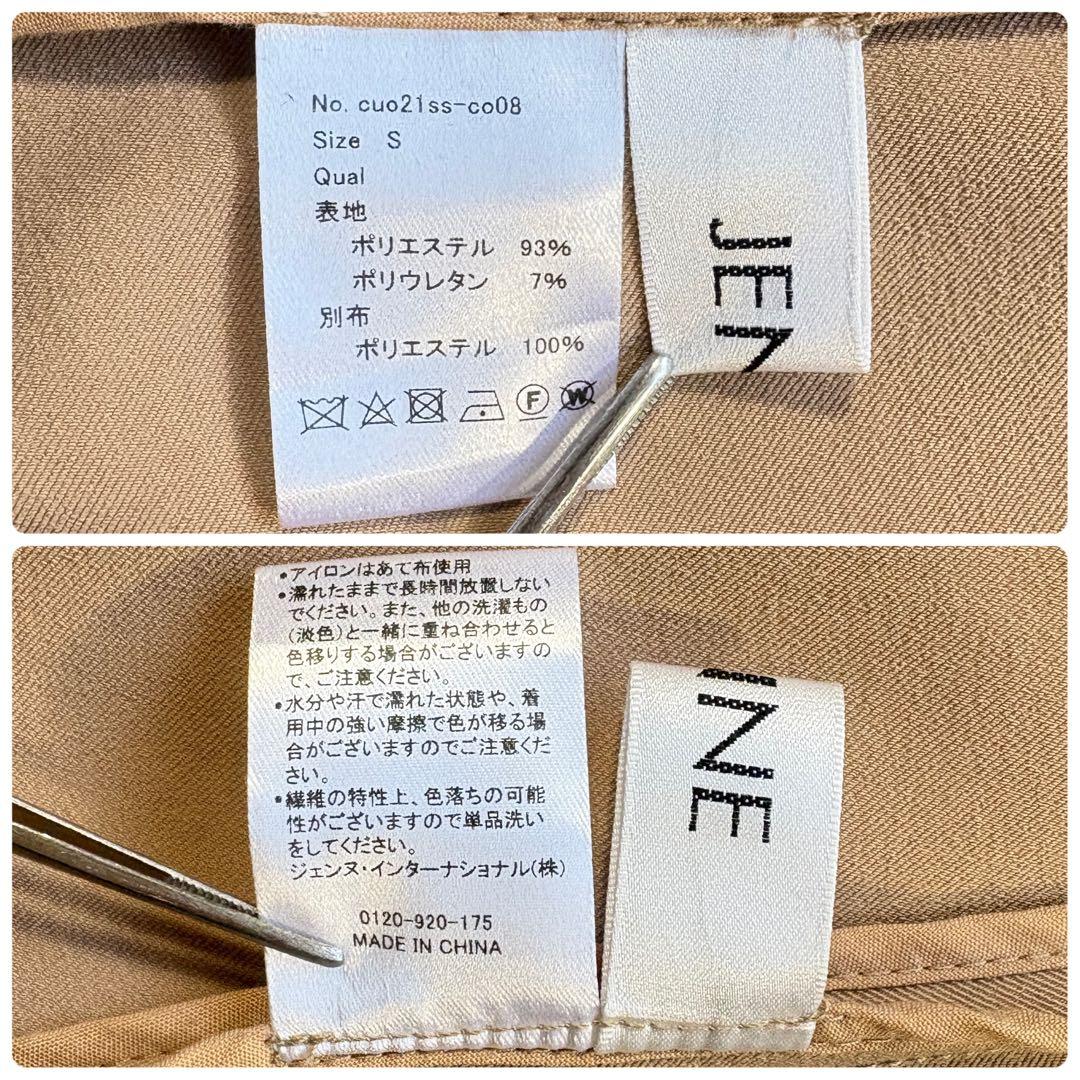 No. cuo21ss-co08
Size S
Qual
表地
ポリエステル 93%
ポリウレタン 7%
別布
ポリエステル 100%
F
W
JEN
•アイロンはあて布使用
•濡れたままで長時間放置しない
でください。また、他の洗濯もの
(淡色)と一緒に重ね合わせると
色移りする場合がございますの
で、ご注意ください。
•水分や汗で濡れた状態や、着
用中の強い摩擦で色が移る場
合がございますのでご注意くだ
さい。
•繊維の特性上、色落ちの可能
性がございますので単品洗い
をしてください。
ジェンヌ・インターナショナル(株)
0120-920-175
MADE IN CHINA
NNE